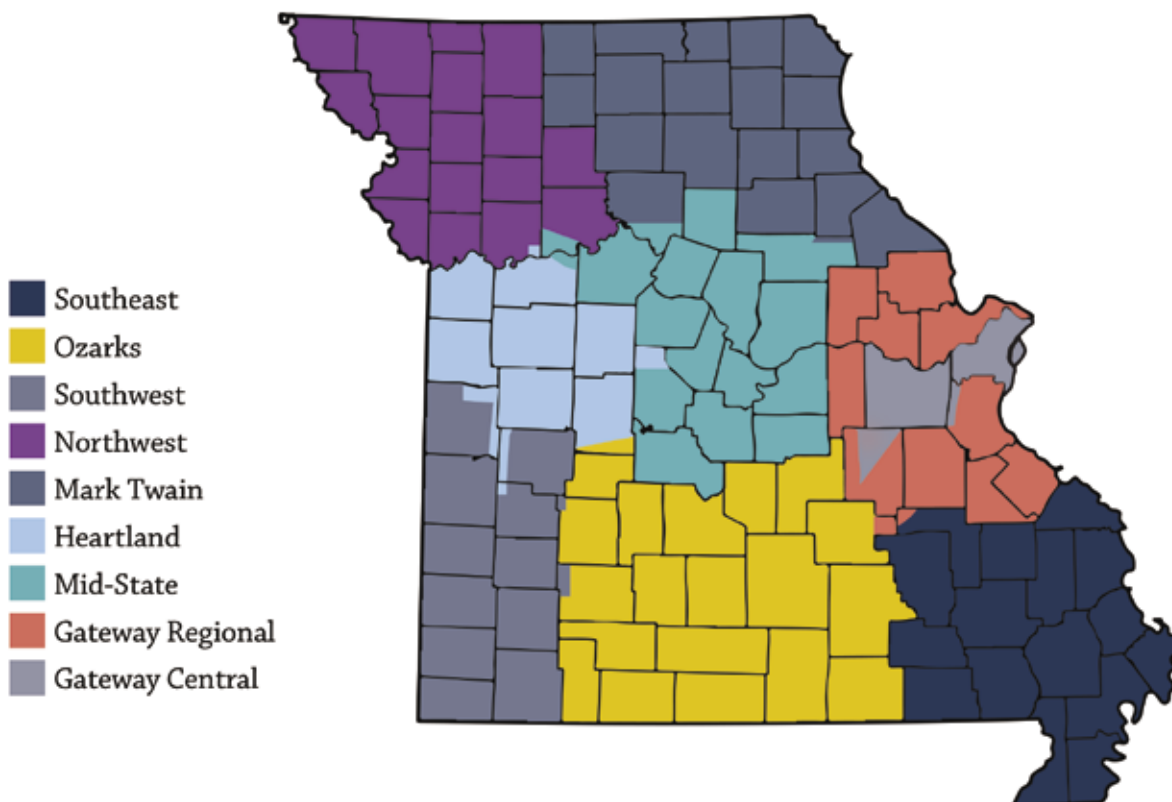 Southeast
Ozarks
Southwest
Northwest
Mark Twain
Heartland
Mid-State
Gateway Regional
Gateway Central